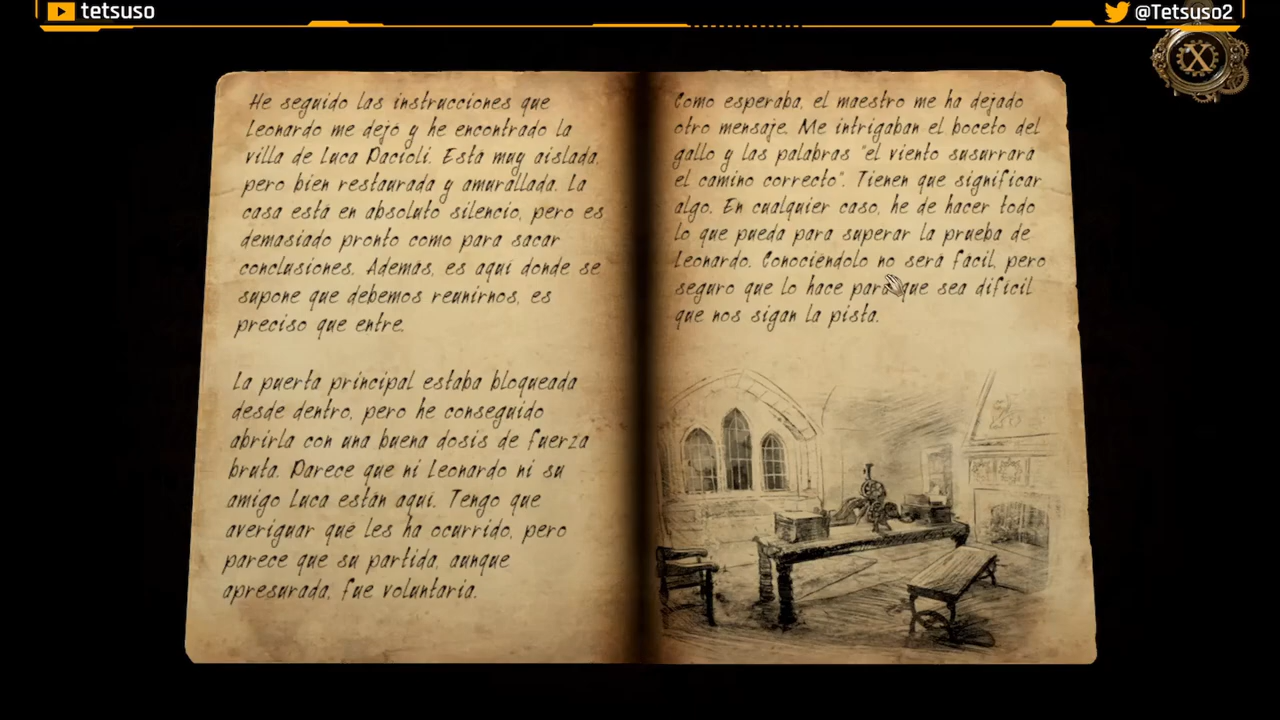 tetsuso
@Tetsuso2
X
He seguido las instrucciones que
Leonardo me dejó y he encontrado la
villa de Luca Pacioli. Está muy aislada,
pero bien restaurada y amurallada. La
casa está en absoluto silencio, pero es
demasiado pronto como para sacar
conclusiones. Además, es aquí donde se
supone que debemos reunirnos, es
preciso que entre.
La puerta principal estaba bloqueada
desde dentro, pero he conseguido
abrirla con una buena dosis de fuerza
bruta. Parece que ni Leonardo ni su
amigo Luca están aquí. Tengo que
averiguar qué les ha ocurrido, pero
parece que su partida, aunque
apresurada, fue voluntaria.
Como esperaba, el maestro me ha dejado
otro mensaje. Me intrigaban el boceto del
gallo y las palabras "el viento susurrará
el camino correcto". Tienen que significar
algo. En cualquier caso, he de hacer todo
lo que pueda para superar la prueba de
Leonardo. Conociéndolo no será fácil, pero
seguro que lo hace para que sea difícil
que nos sigan la pista.